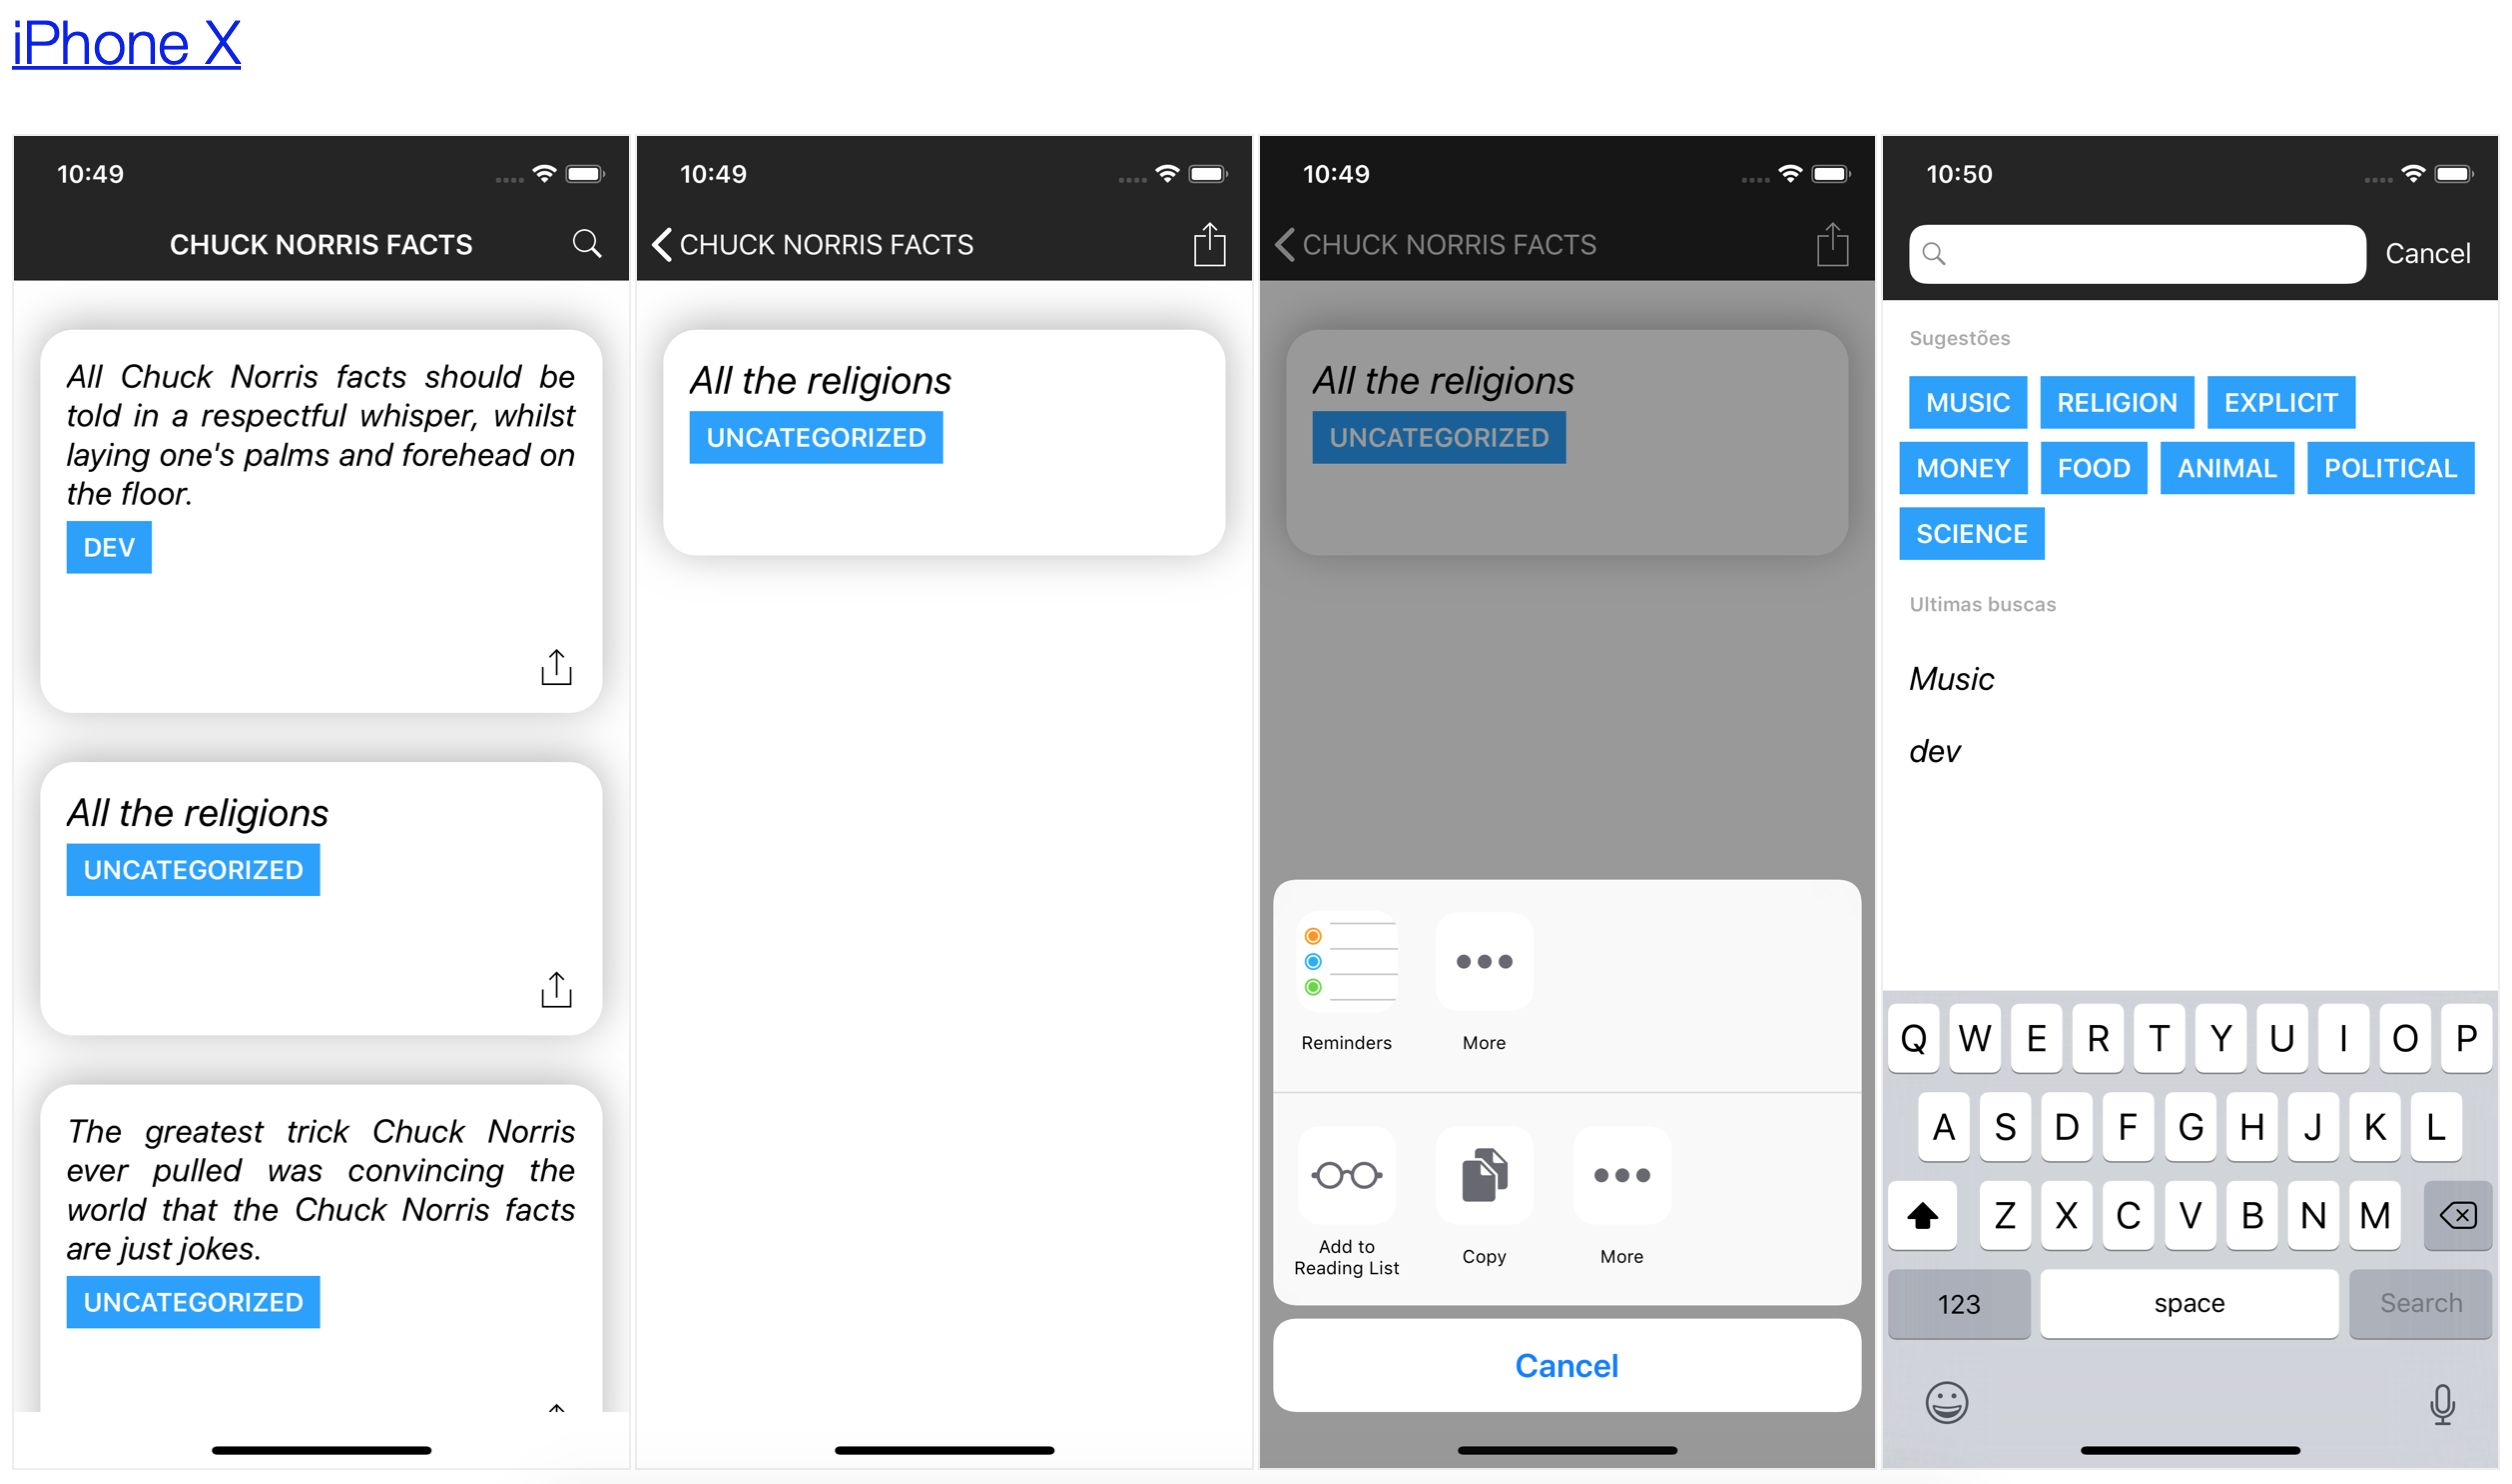 iPhone X
10:49
CHUCK NORRIS FACTS
All Chuck Norris facts should be
told in a respectful whisper, whilst
laying one's palms and forehead on
the floor.
DEV
All the religions
UNCATEGORIZED
The greatest trick Chuck Norris
ever pulled was convincing the
world that the Chuck Norris facts
are just jokes.
UNCATEGORIZED
10:49
CHUCK NORRIS FACTS
All the religions
UNCATEGORIZED
10:49
CHUCK NORRIS FACTS
All the religions
UNCATEGORIZED
Reminders More
Add to
Reading List Copy More
Cancel
10:50
Cancel
Sugestões
MUSIC RELIGION EXPLICIT
MONEY FOOD ANIMAL POLITICAL
SCIENCE
Ultimas buscas
Music
dev
Q W E R T Y U I O P
A S D F G H J K L
Z X C V B N M
123 space Search